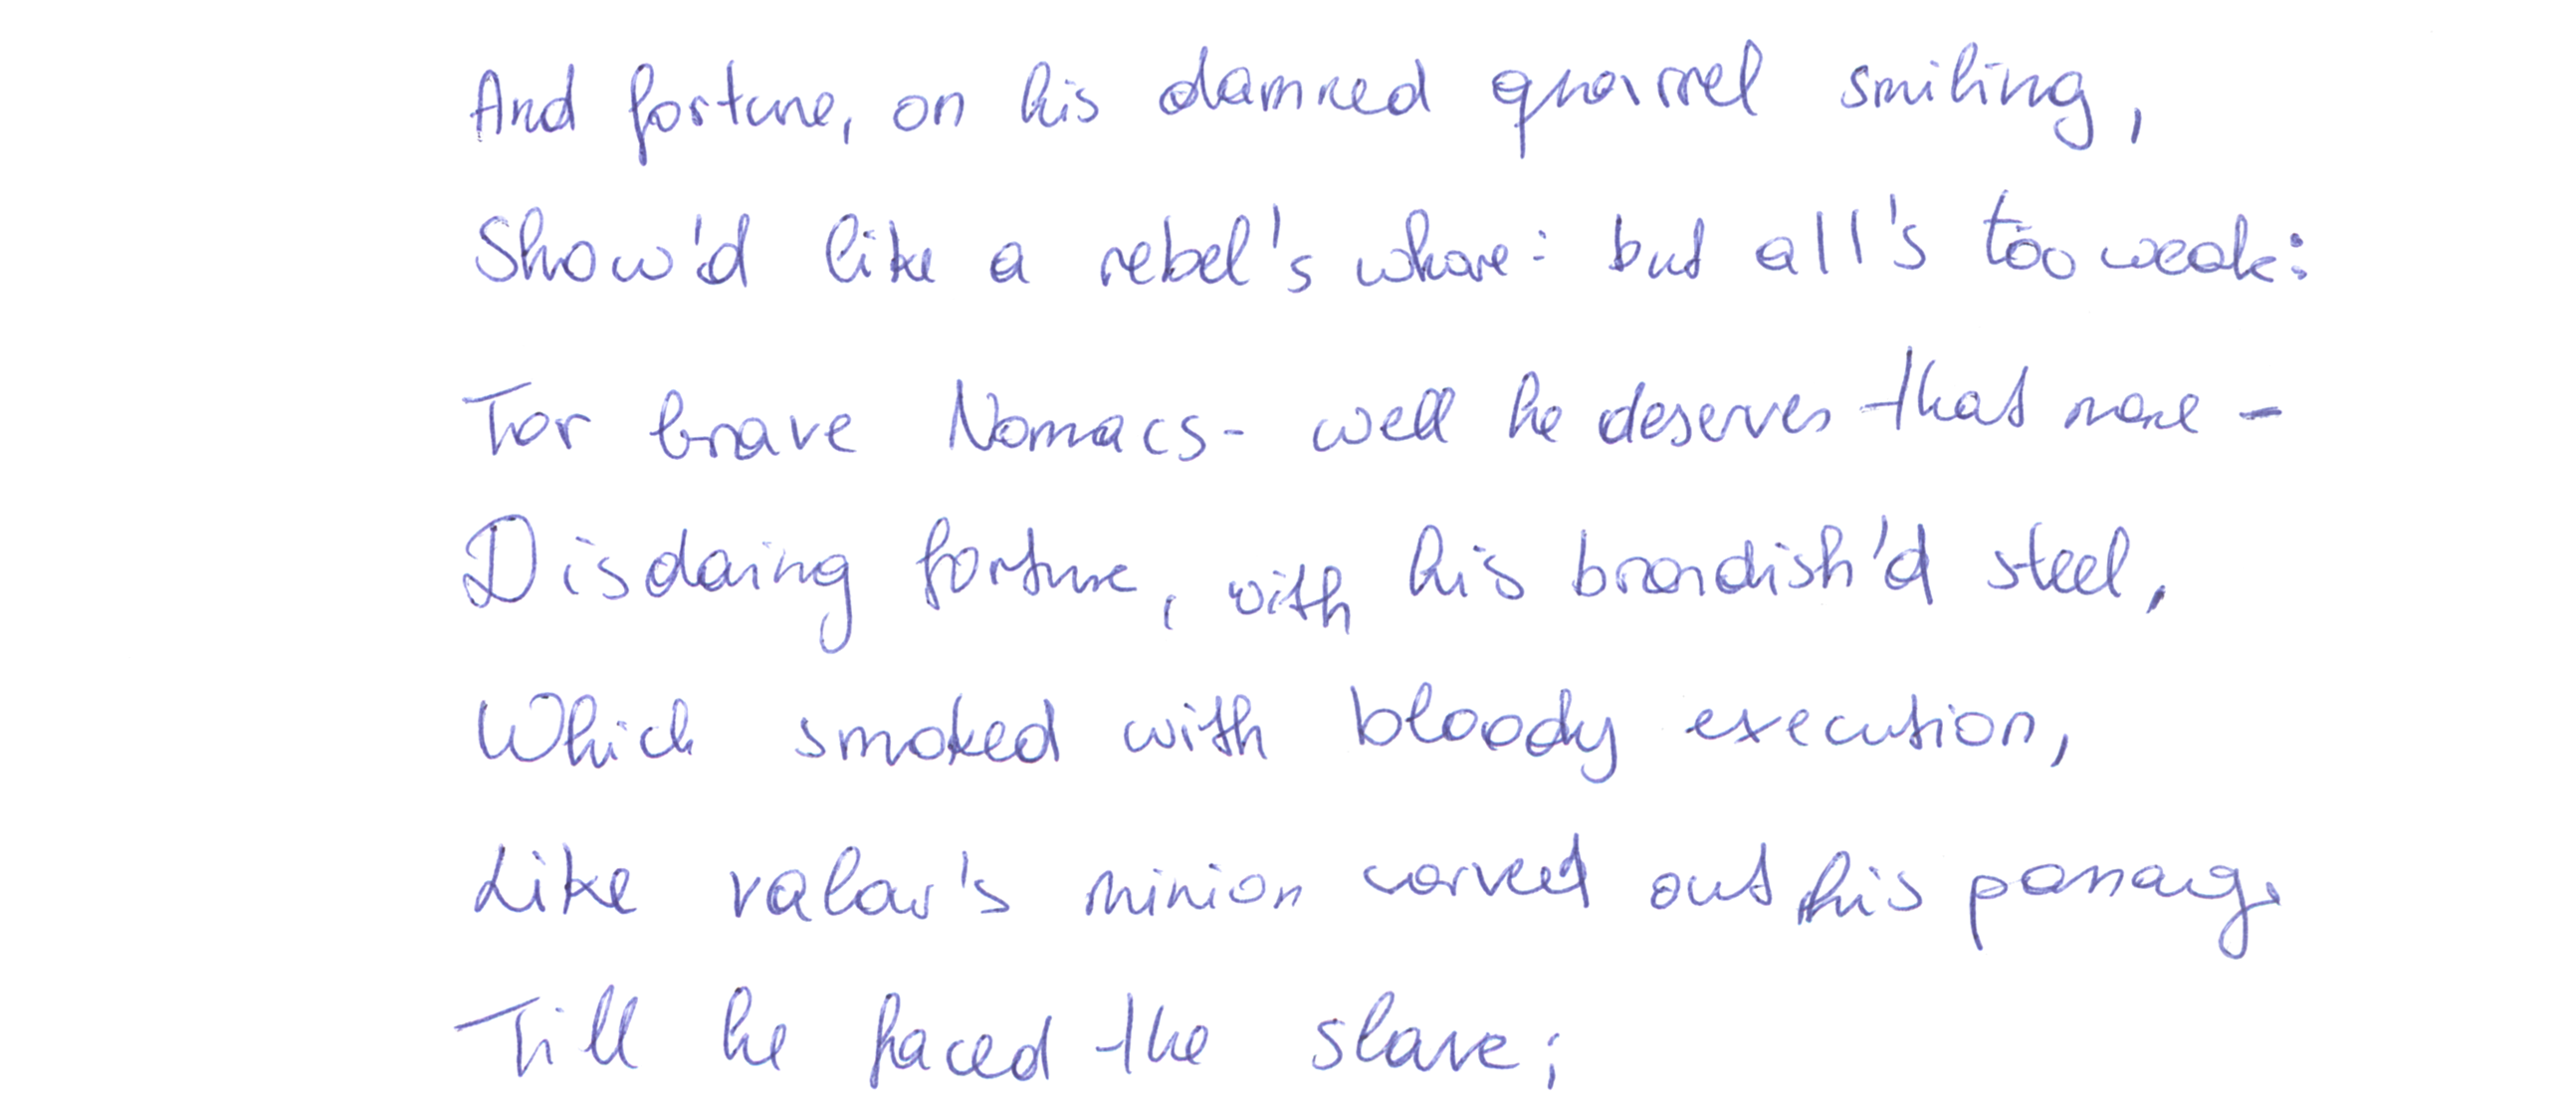 And fortune, on his damned quarrel smiling,
Show'd like a rebel's whore: but all's too weak:
For brave Nomacs- well he deserves that name -
Disdaing fortune, with his brandish'd steel,
Which smoked with bloody execution,
Like valour's minion carved out his passage
Till he faced the slave;